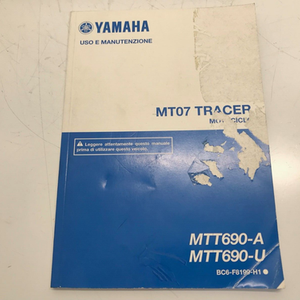 YAMAHA
USO E MANUTENZIONE
MT07 TRACER
Leggere attentamente questo manuale
prima di utilizzare questo veicolo.
MTT690-A
MTT690-U
BC6-F8199-H1